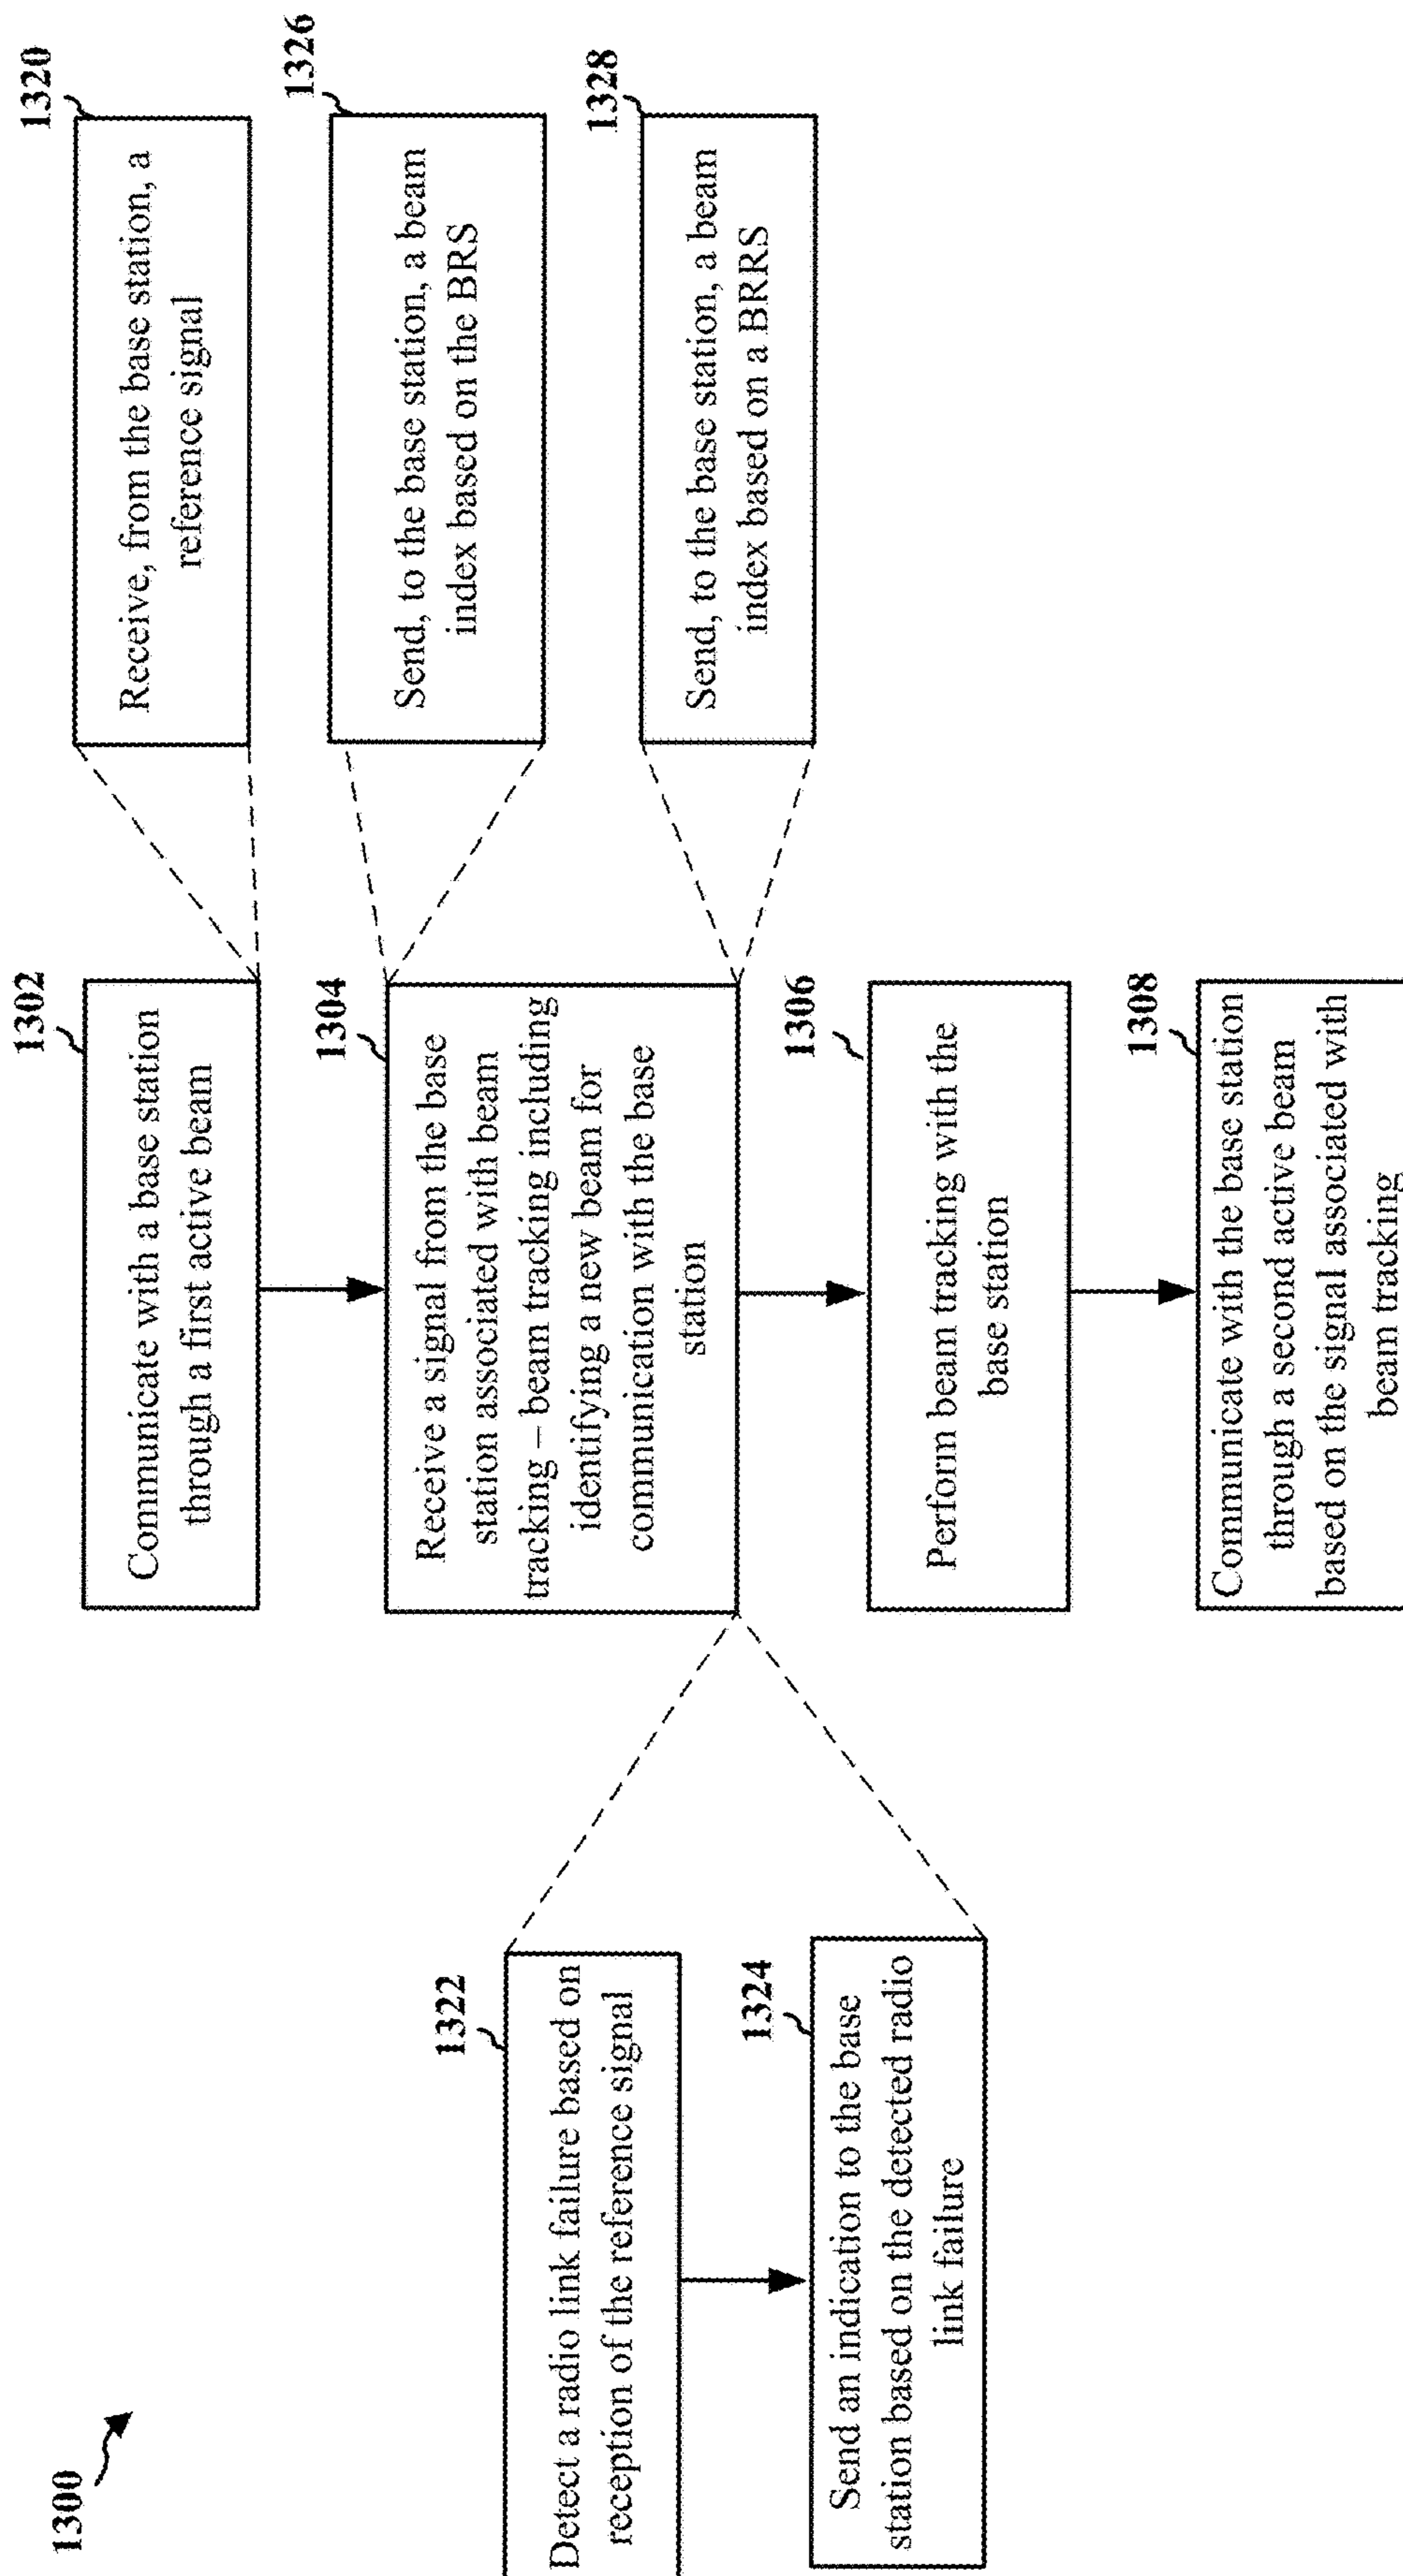 1300
1302
Communicate with a base station
through a first active beam
1320
Receive, from the base station, a
reference signal
1304
Receive a signal from the base
station associated with beam
tracking – beam tracking including
identifying a new beam for
communication with the base
station
1326
Send, to the base station, a beam
index based on the BRS
1328
Send, to the base station, a beam
index based on a BRRS
1322
Detect a radio link failure based on
reception of the reference signal
1324
Send an indication to the base
station based on the detected radio
link failure
1306
Perform beam tracking with the
base station
1308
Communicate with the base station
through a second active beam
based on the signal associated with
beam tracking